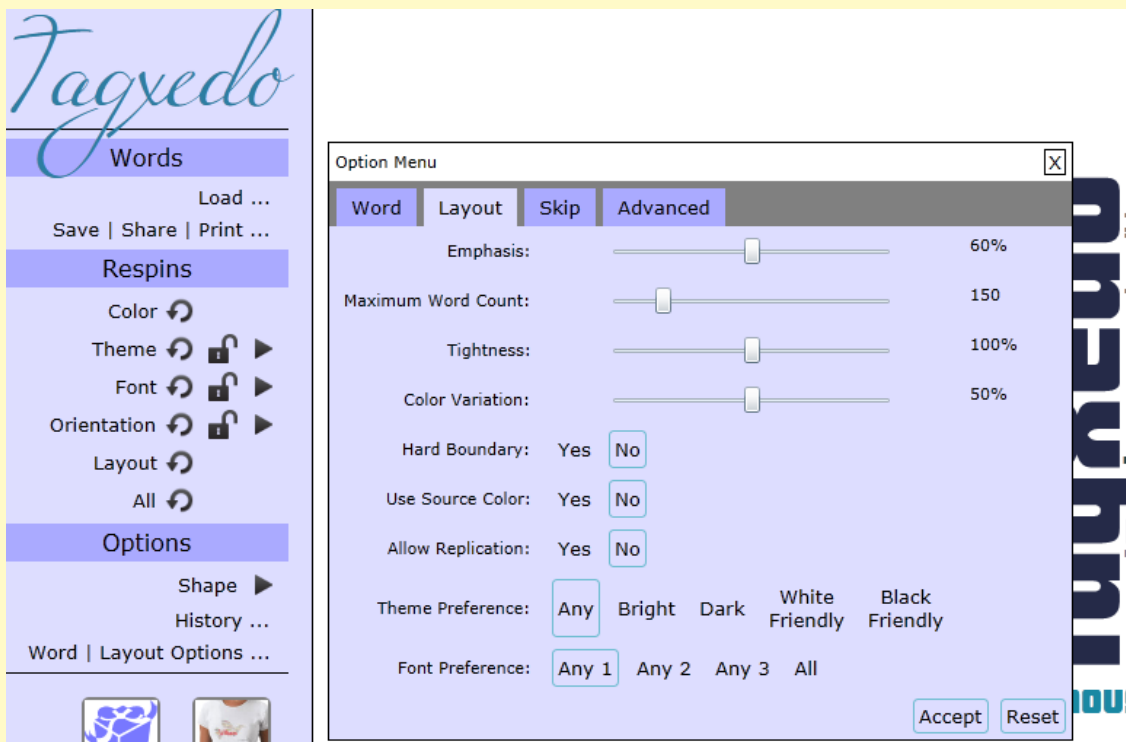 Tagxedo
Words
Load ...
Save | Share | Print ...
Respins
Color
Theme
Font
Orientation
Layout
All
Options
Shape
History ...
Word | Layout Options ...
Option Menu
X
Word Layout Skip Advanced
Emphasis: 60%
Maximum Word Count: 150
Tightness: 100%
Color Variation: 50%
Hard Boundary: Yes No
Use Source Color: Yes No
Allow Replication: Yes No
Theme Preference: Any Bright Dark White Friendly Black Friendly
Font Preference: Any 1 Any 2 Any 3 All
Accept Reset